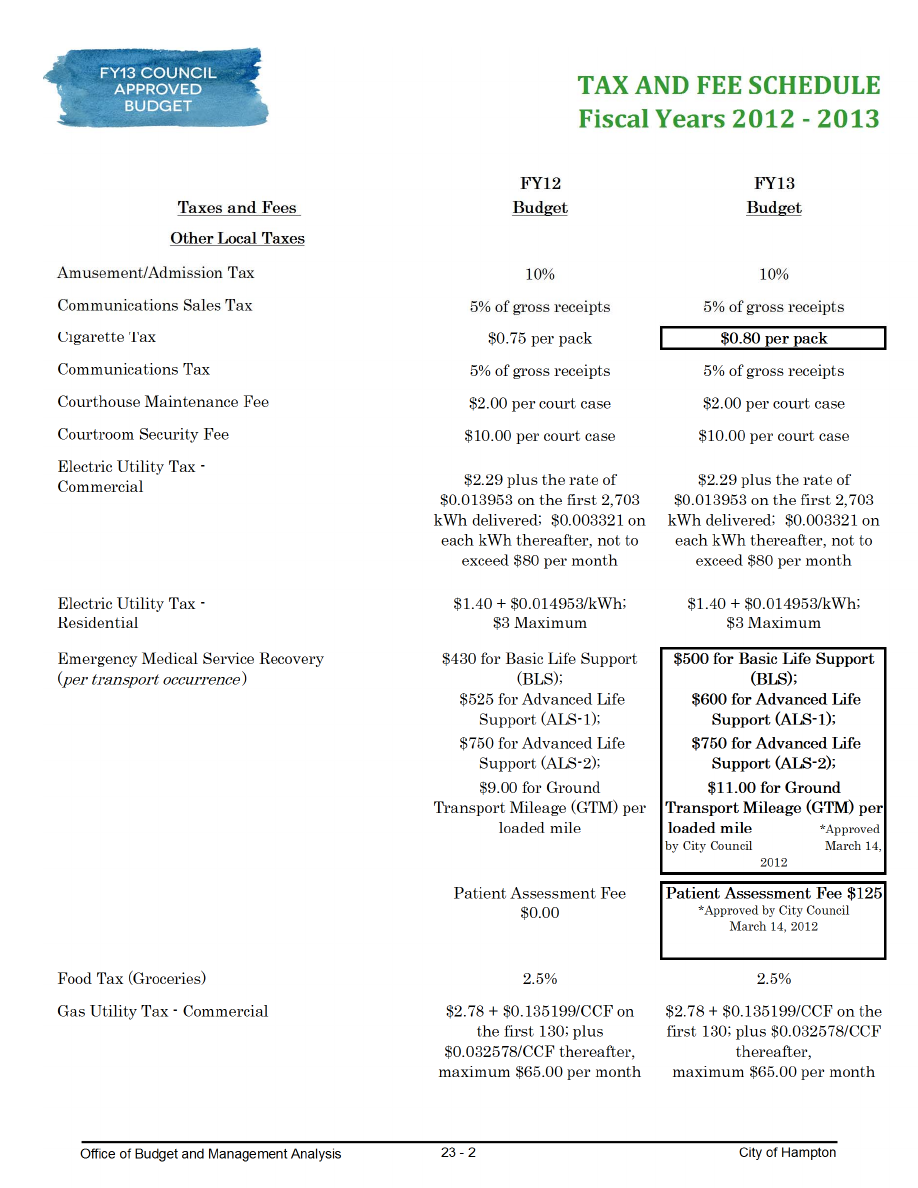 FY13 COUNCIL
APPROVED
BUDGET
TAX AND FEE SCHEDULE
Fiscal Years 2012 - 2013
FY12 FY13
Taxes and Fees Budget Budget
Other Local Taxes
Amusement/Admission Tax 10% 10%
Communications Sales Tax 5% of gross receipts 5% of gross receipts
Cigarette Tax $0.75 per pack $0.80 per pack
Communications Tax 5% of gross receipts 5% of gross receipts
Courthouse Maintenance Fee $2.00 per court case $2.00 per court case
Courtroom Security Fee $10.00 per court case $10.00 per court case
Electric Utility Tax -
Commercial
$2.29 plus the rate of $2.29 plus the rate of
$0.013953 on the first 2,703 $0.013953 on the first 2,703
kWh delivered; $0.003321 on kWh delivered; $0.003321 on
each kWh thereafter, not to each kWh thereafter, not to
exceed $80 per month exceed $80 per month
Electric Utility Tax - $1.40 + $0.014953/kWh; $1.40 + $0.014953/kWh;
Residential $3 Maximum $3 Maximum
Emergency Medical Service Recovery $430 for Basic Life Support $500 for Basic Life Support
(per transport occurrence) (BLS); (BLS);
$525 for Advanced Life $600 for Advanced Life
Support (ALS-1); Support (ALS-1);
$750 for Advanced Life $750 for Advanced Life
Support (ALS-2); Support (ALS-2);
$9.00 for Ground $11.00 for Ground
Transport Mileage (GTM) per Transport Mileage (GTM) per
loaded mile loaded mile *Approved
by City Council March 14,
2012
Patient Assessment Fee Patient Assessment Fee $125
$0.00 *Approved by City Council
March 14, 2012
Food Tax (Groceries) 2.5% 2.5%
Gas Utility Tax - Commercial $2.78 + $0.135199/CCF on $2.78 + $0.135199/CCF on the
the first 130; plus first 130; plus $0.032578/CCF
$0.032578/CCF thereafter, thereafter,
maximum $65.00 per month maximum $65.00 per month
Office of Budget and Management Analysis 23 - 2 City of Hampton